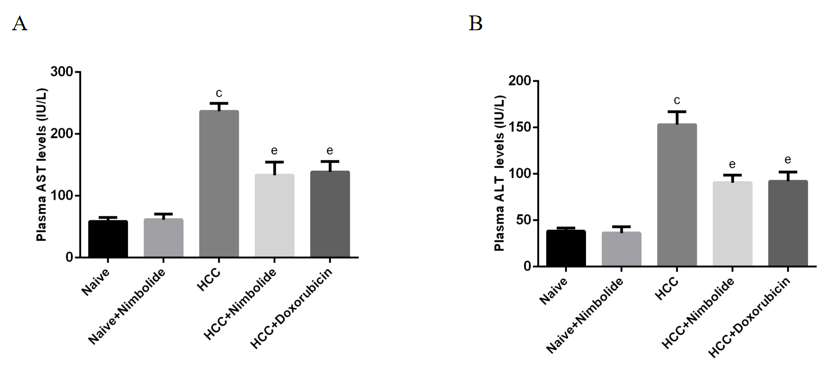 A
Plasma AST levels (IU/L)
300
200
100
0
c
e
e
Naive
Naive+Nimbolide
HCC
HCC+Nimbolide
HCC+Doxorubicin
B
Plasma ALT levels (IU/L)
200
150
100
50
0
c
e
e
Naive
Naive+Nimbolide
HCC
HCC+Nimbolide
HCC+Doxorubicin